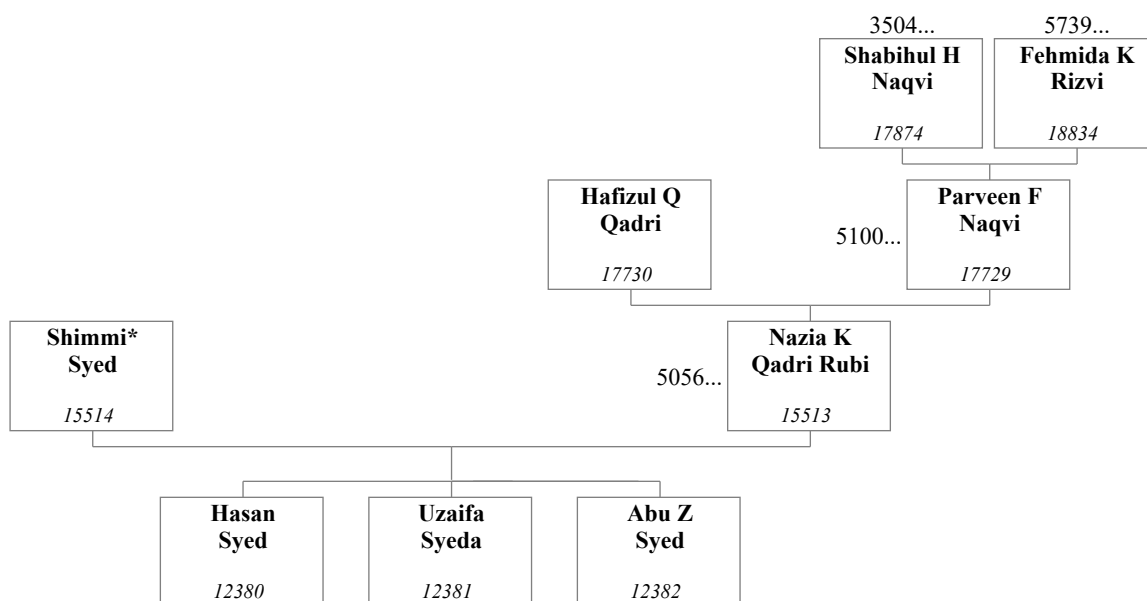 3504...
5739...
Shabihul H
Naqvi
17874
Fehmida K
Rizvi
18834
Hafizul Q
Qadri
17730
5100...
Parveen F
Naqvi
17729
Shimmi*
Syed
15514
5056...
Nazia K
Qadri Rubi
15513
Hasan
Syed
12380
Uzaifa
Syeda
12381
Abu Z
Syed
12382